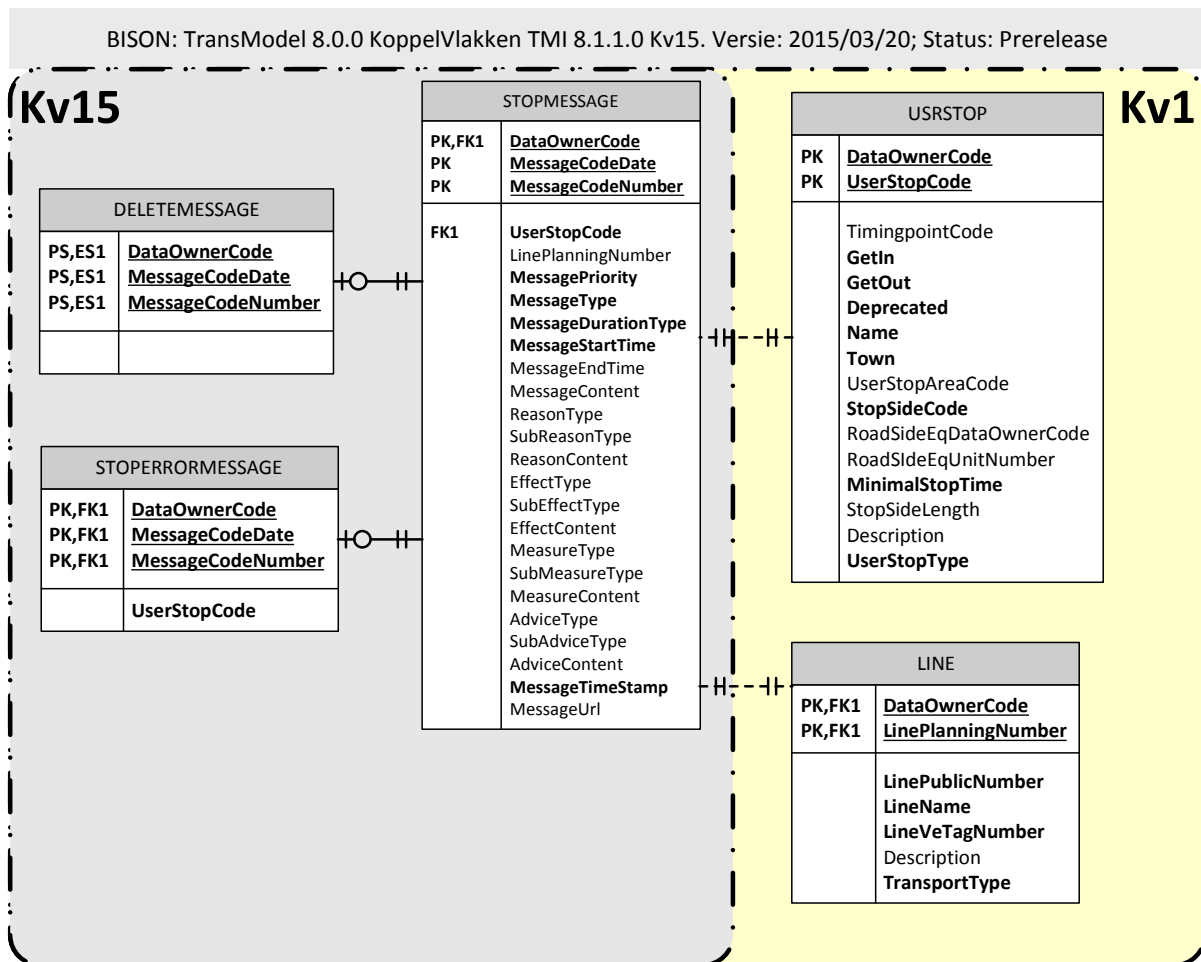 BISON: TransModel 8.0.0 KoppelVlakken TMI 8.1.1.0 Kv15. Versie: 2015/03/20; Status: Prerelease
Kv15
DELETEMESSAGE
PS,ES1 DataOwnerCode
PS,ES1 MessageCodeDate
PS,ES1 MessageCodeNumber
STOPERRORMESSAGE
PK,FK1 DataOwnerCode
PK,FK1 MessageCodeDate
PK,FK1 MessageCodeNumber
UserStopCode
STOPMESSAGE
PK,FK1 DataOwnerCode
PK MessageCodeDate
PK MessageCodeNumber
FK1 UserStopCode
LinePlanningNumber
MessagePriority
MessageType
MessageDurationType
MessageStartTime
MessageEndTime
MessageContent
ReasonType
SubReasonType
ReasonContent
EffectType
SubEffectType
EffectContent
MeasureType
SubMeasureType
MeasureContent
AdviceType
SubAdviceType
AdviceContent
MessageTimeStamp
MessageUrl
Kv1
USRSTOP
PK DataOwnerCode
PK UserStopCode
TimingpointCode
GetIn
GetOut
Deprecated
Name
Town
UserStopAreaCode
StopSideCode
RoadSideEqDataOwnerCode
RoadSIdeEqUnitNumber
MinimalStopTime
StopSideLength
Description
UserStopType
LINE
PK,FK1 DataOwnerCode
PK,FK1 LinePlanningNumber
LinePublicNumber
LineName
LineVeTagNumber
Description
TransportType